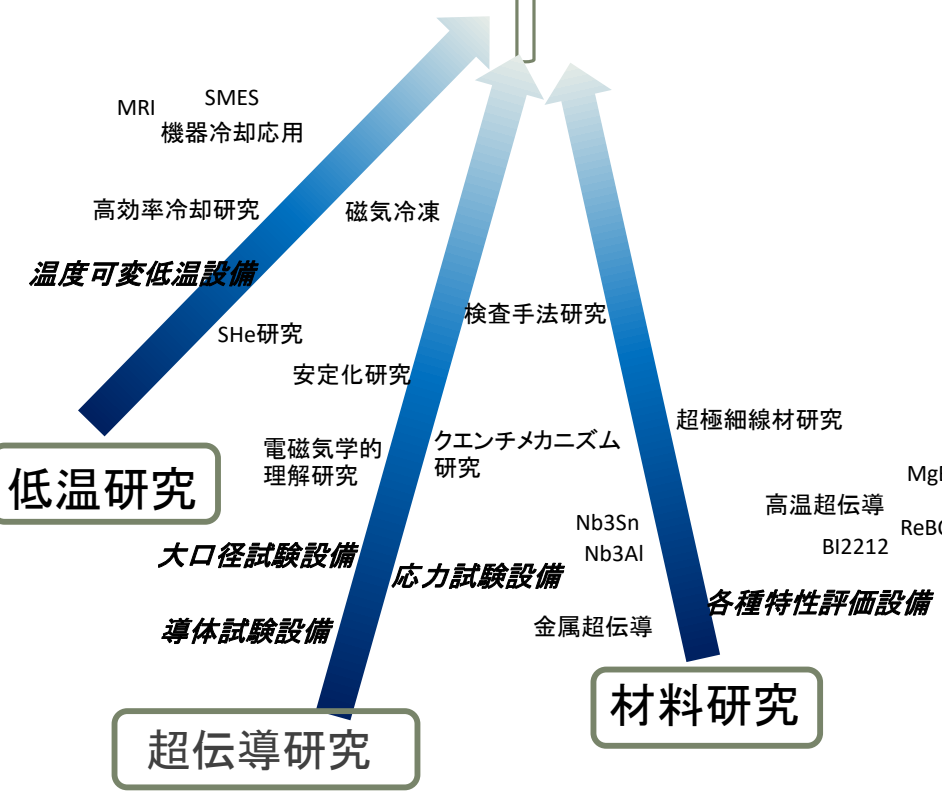 MRI
SMES
機器冷却応用
高効率冷却研究
磁気冷凍
温度可変低温設備
検査手法研究
SHe研究
安定化研究
超極細線材研究
電磁気学的
理解研究
クエンチメカニズム
研究
低温研究
高温超伝導
BI2212
Nb3Sn
Nb3Al
大口径試験設備
応力試験設備
各種特性評価設備
導体試験設備
金属超伝導
材料研究
超伝導研究